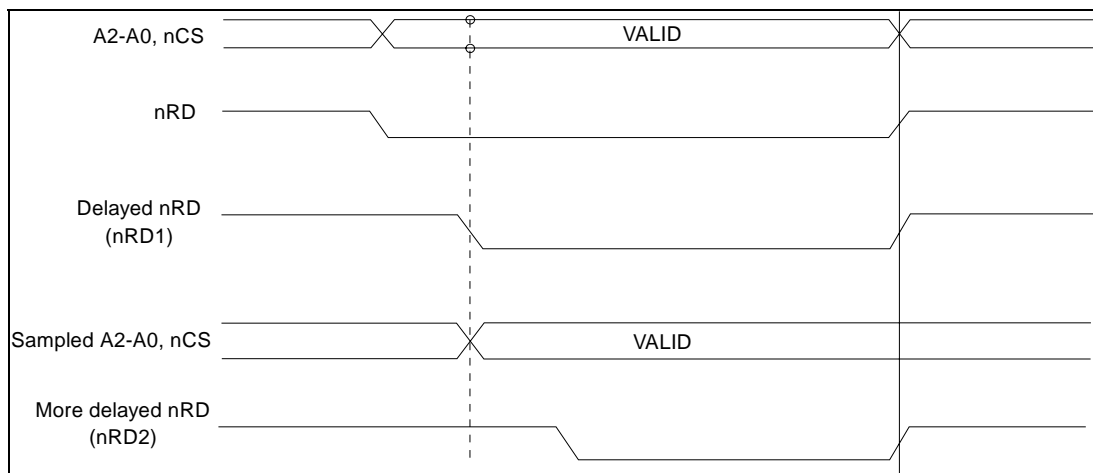 A2-A0, nCS
VALID
nRD
Delayed nRD
(nRD1)
Sampled A2-A0, nCS
VALID
More delayed nRD
(nRD2)